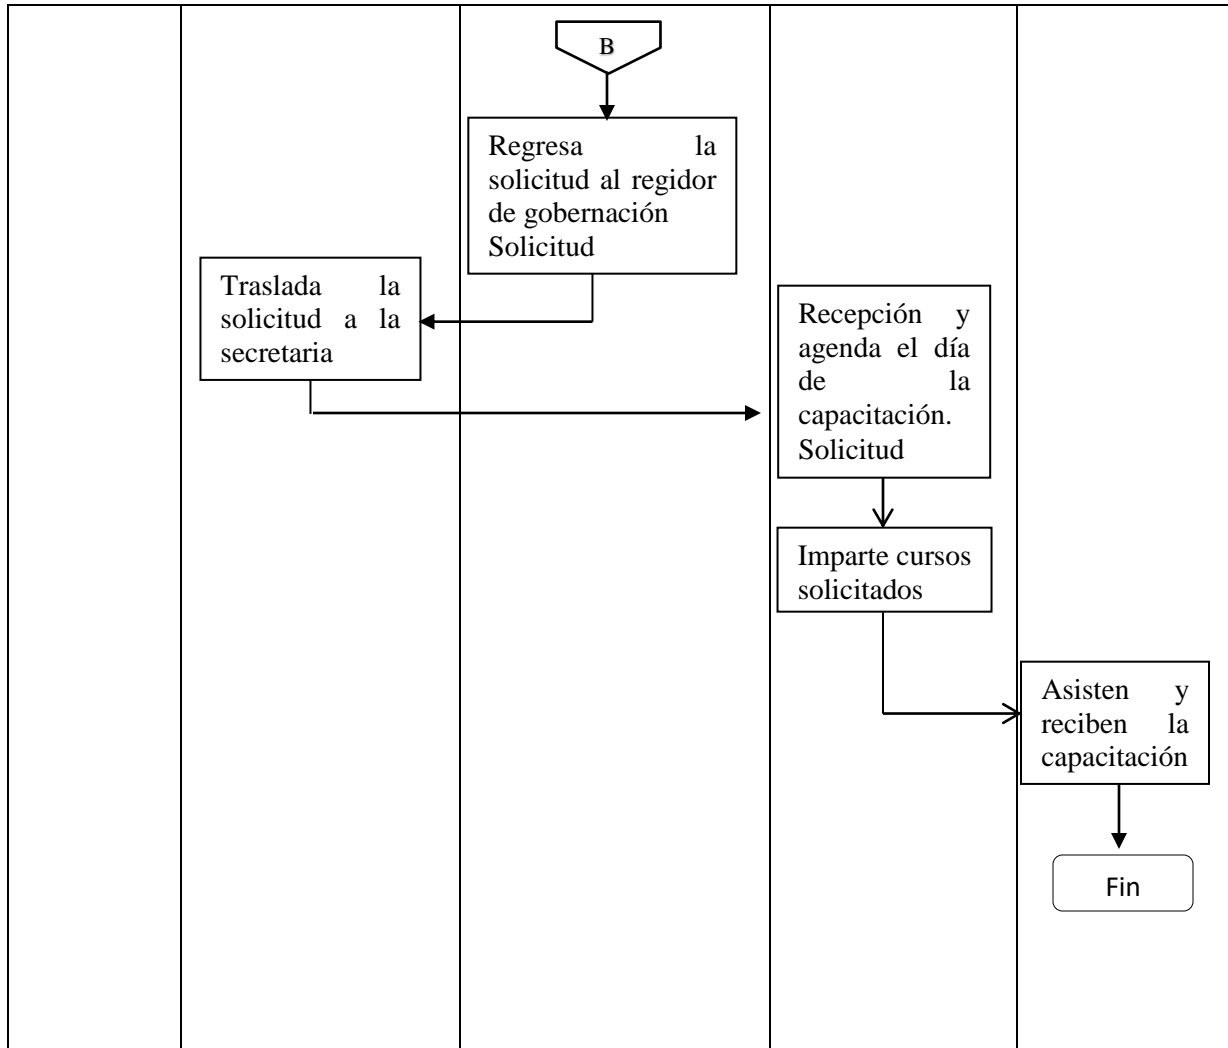 B
Regresa la
solicitud al regidor
de gobernación
Solicitud
Traslada la
solicitud a la
secretaria
Recepción y
agenda el día
de la
capacitación.
Solicitud
Imparte cursos
solicitados
Asisten y
reciben la
capacitación
Fin